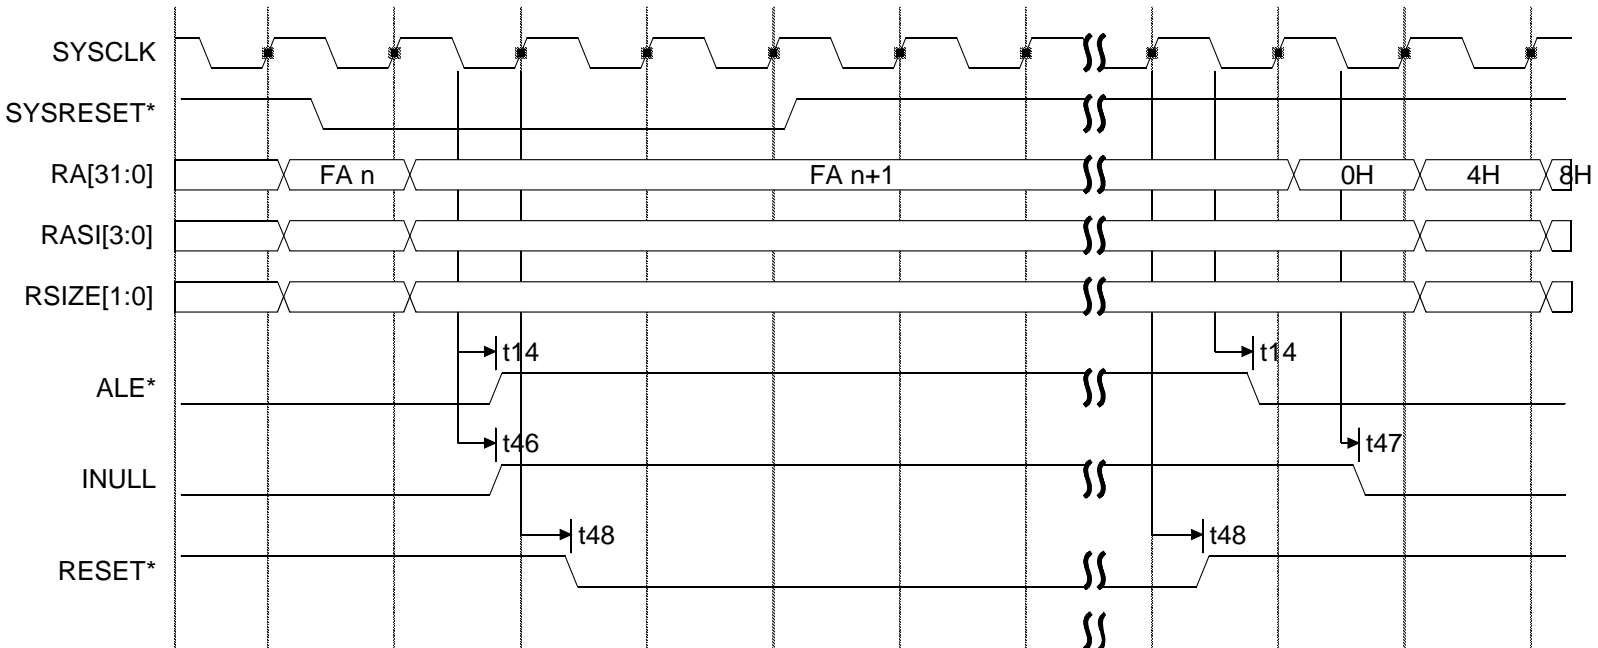 SYSCLK
SYSRESET*
RA[31:0] FA n FA n+1 0H 4H 8H
RASI[3:0]
RSIZE[1:0]
t14 t14
ALE*
t46 t47
INULL
t48 t48
RESET*